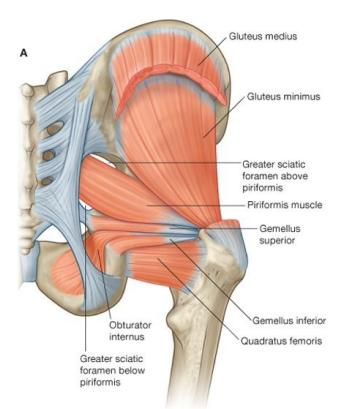 A
Gluteus medius
Gluteus minimus
Greater sciatic
foramen above
piriformis
Piriformis muscle
Gemellus
superior
Gemellus inferior
Quadratus femoris
Obturator
internus
Greater sciatic
foramen below
piriformis